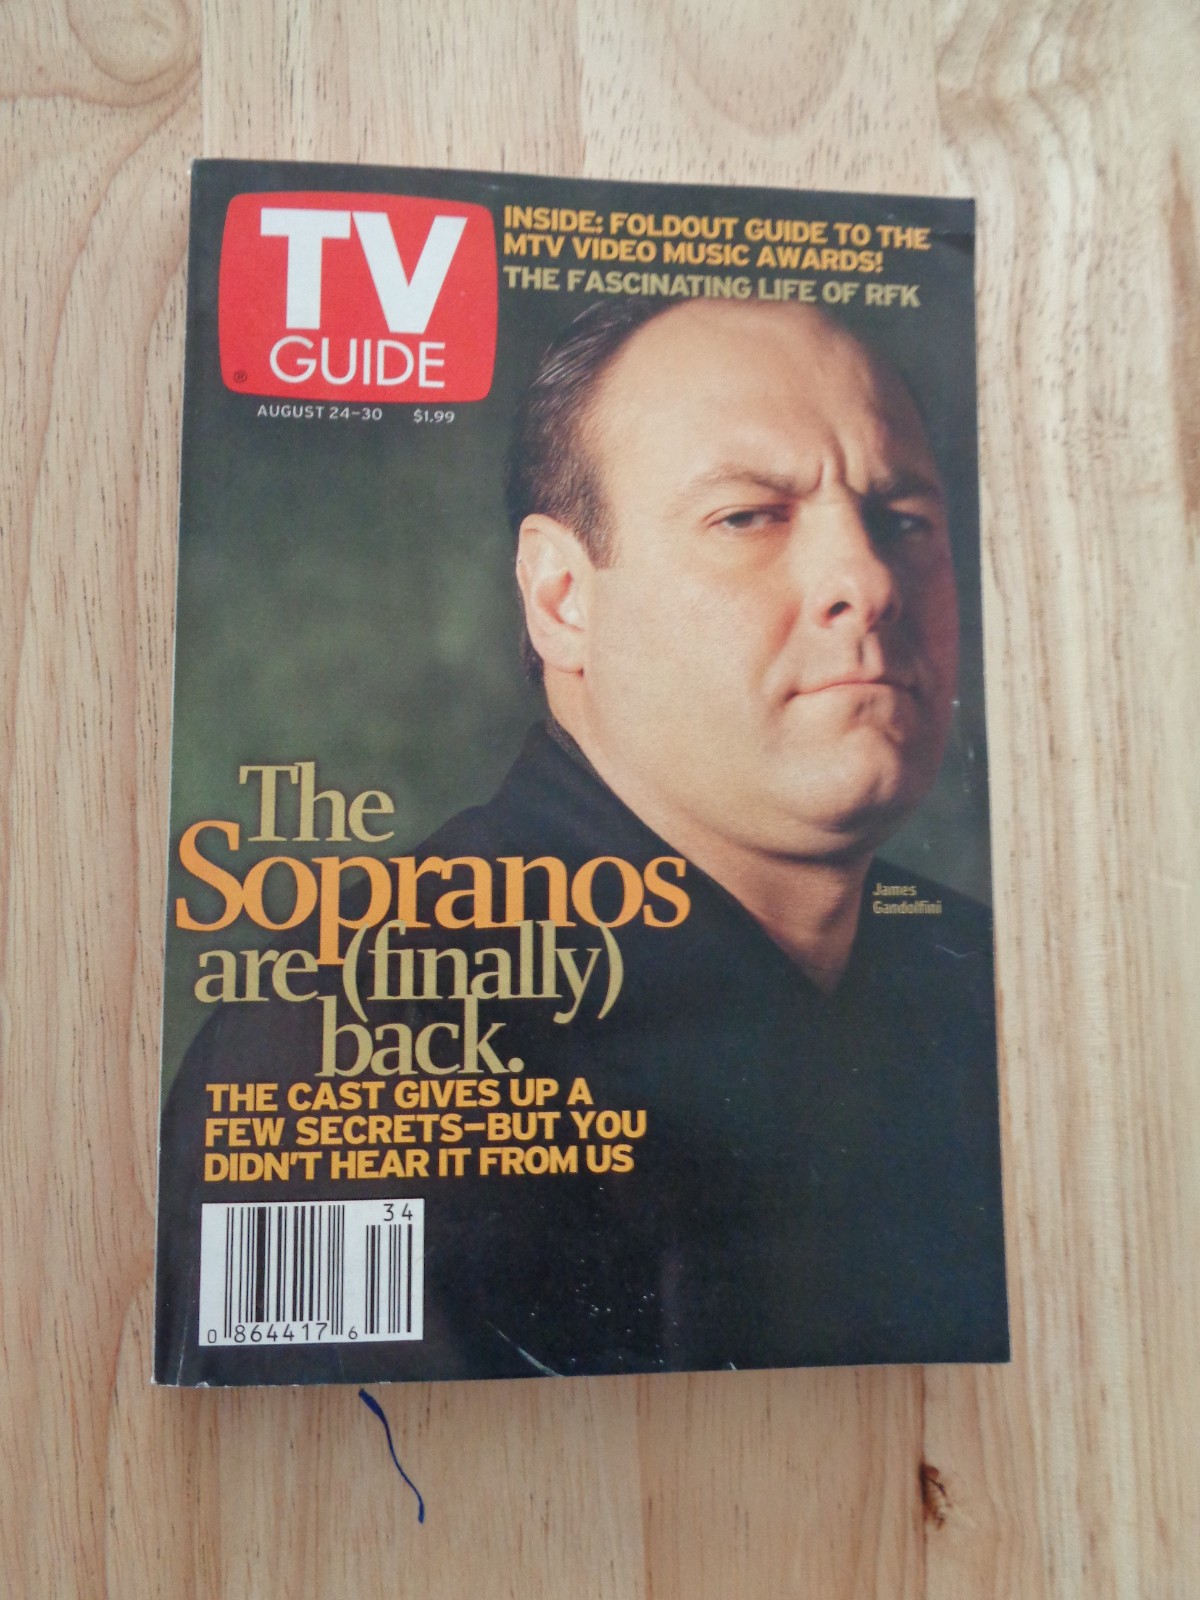 TV
GUIDE
®
AUGUST 24–30 $1.99
INSIDE: FOLDOUT GUIDE TO THE
MTV VIDEO MUSIC AWARDS!
THE FASCINATING LIFE OF RFK
The
Sopranos
are (finally)
back.
THE CAST GIVES UP A
FEW SECRETS–BUT YOU
DIDN'T HEAR IT FROM US
James
Gandolfini
34
0 86441 7 6